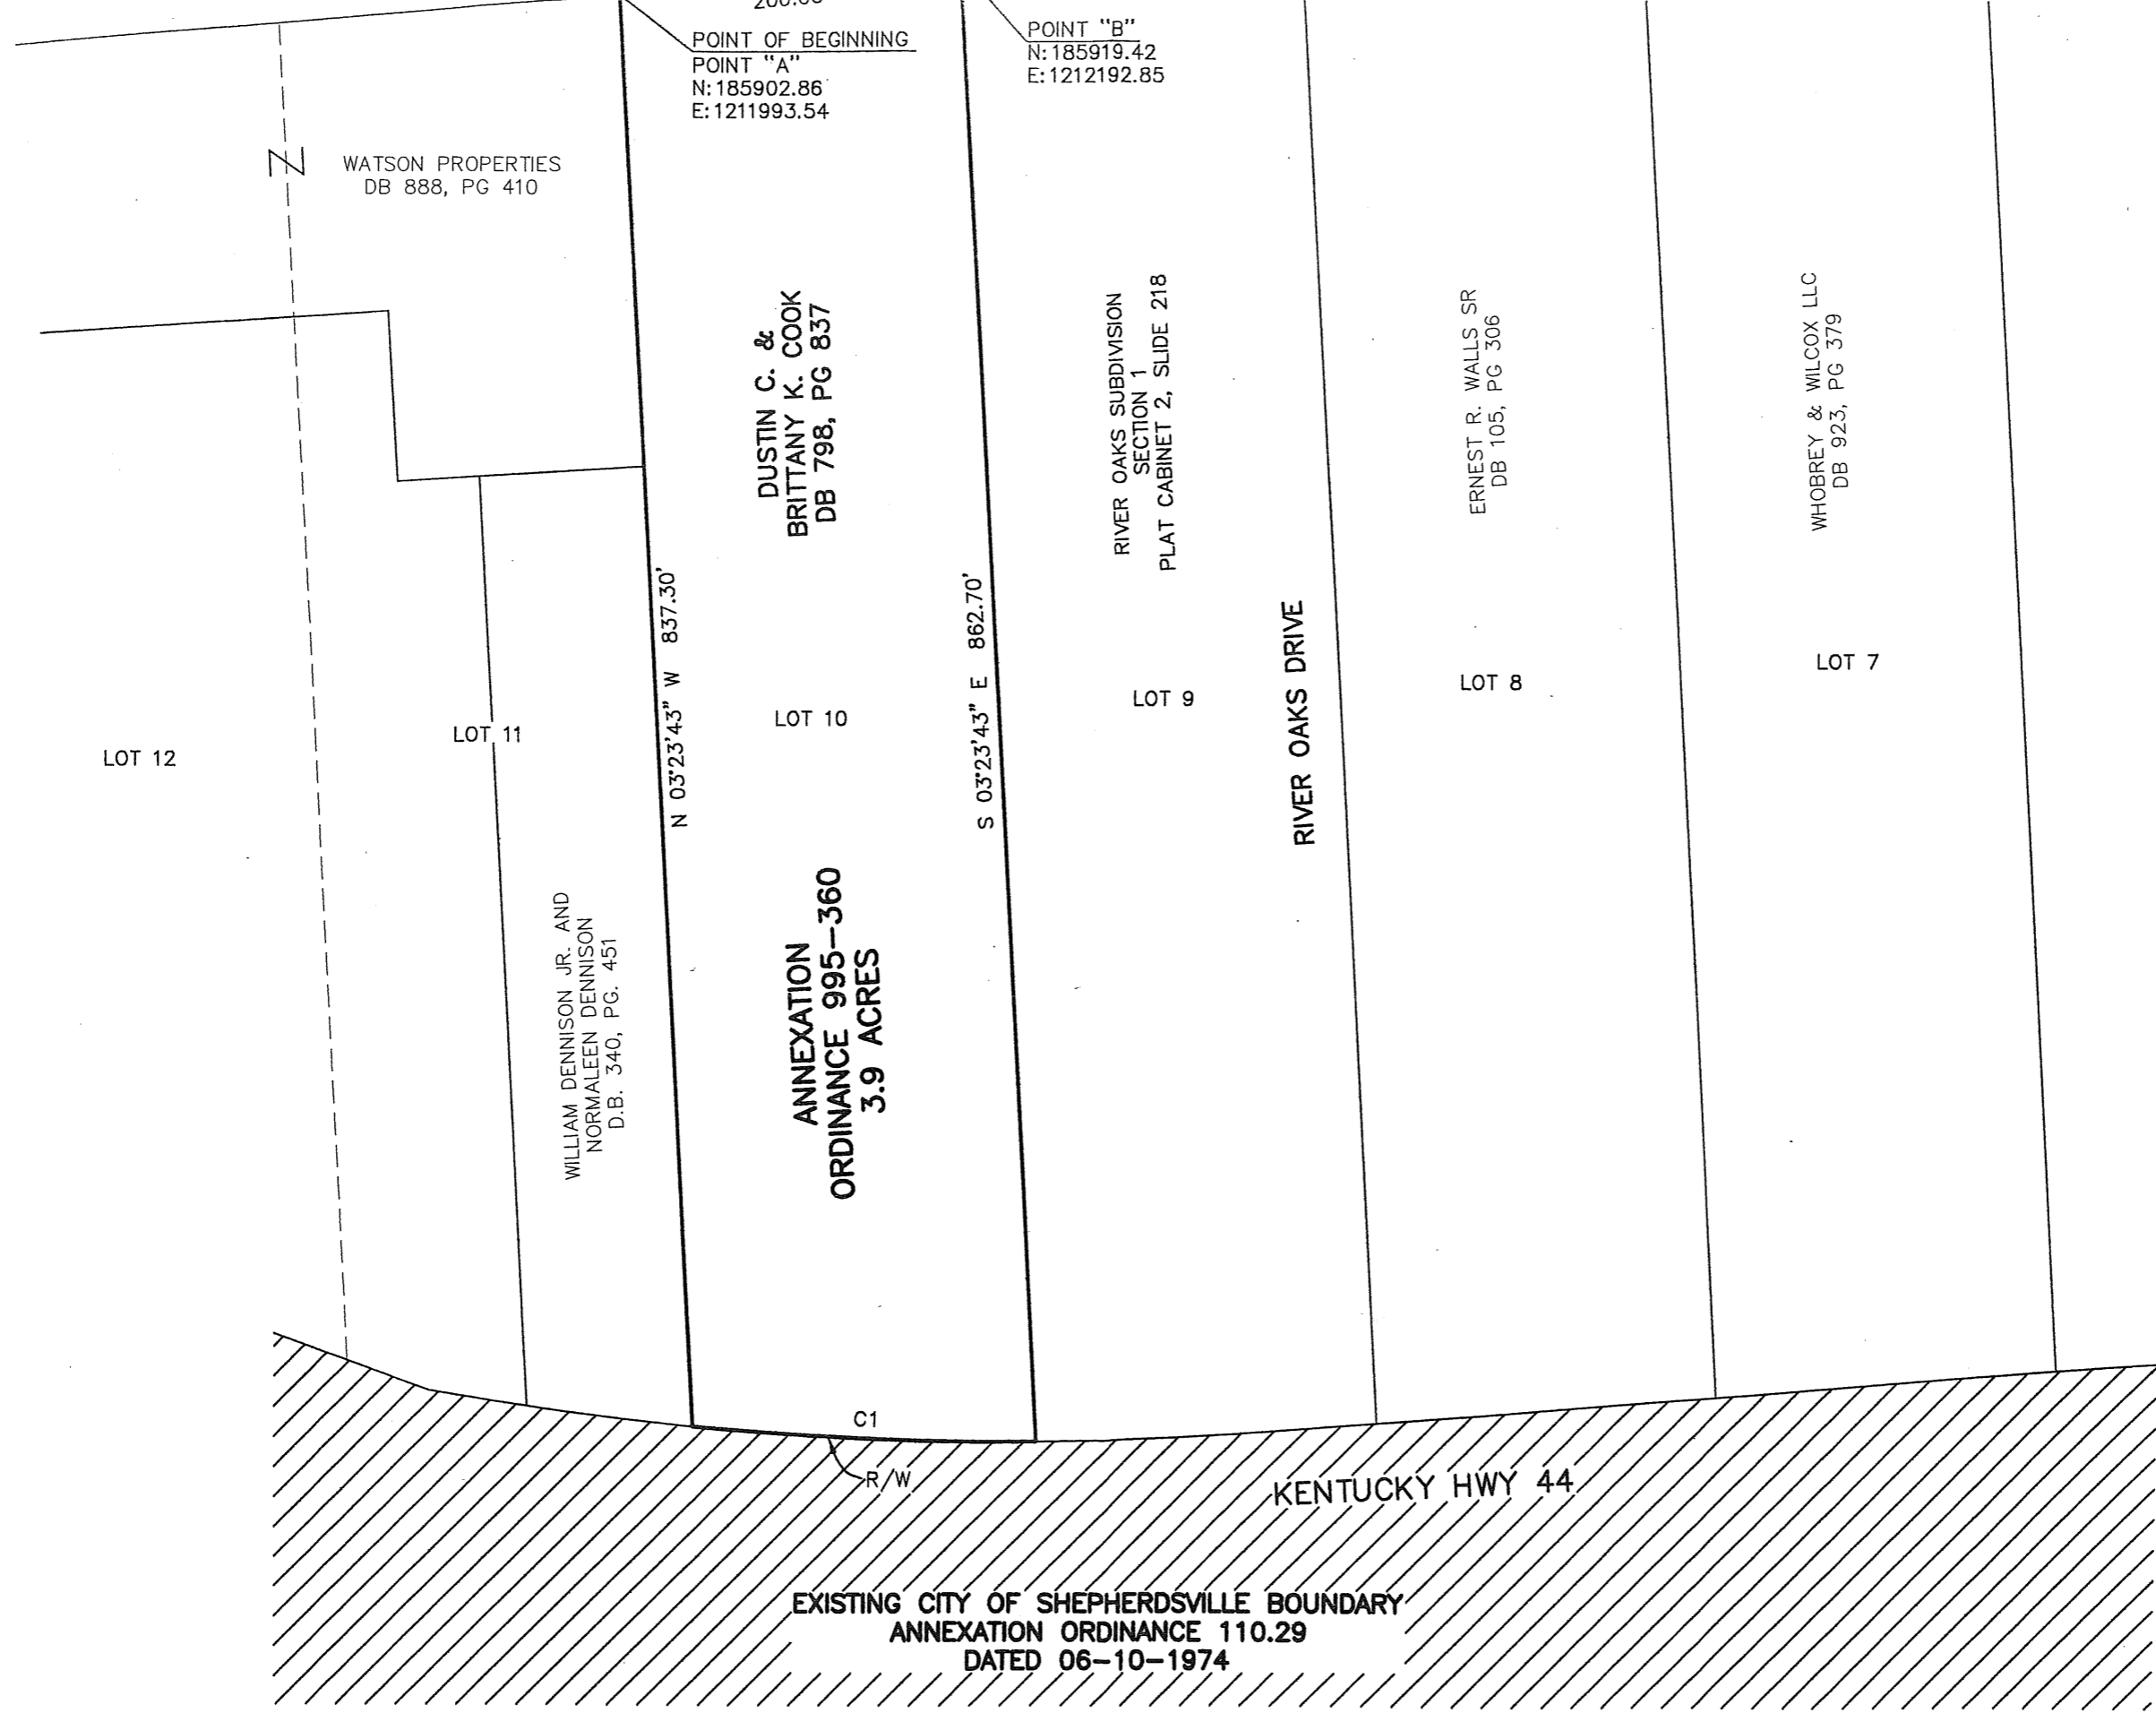 POINT OF BEGINNING
POINT "A"
N:185902.86
E:1211993.54
POINT "B"
N:185919.42
E:1212192.85
WATSON PROPERTIES
DB 888, PG 410
DUSTIN C. &
BRITTANY K. COOK
DB 798, PG 837
RIVER OAKS SUBDIVISION
SECTION 1
PLAT CABINET 2, SLIDE 218
ERNEST R. WALLS SR
DB 105, PG 306
WHOBREY & WILCOX LLC
DB 923, PG 379
N 03°23'43" W 837.30'
S 03°23'43" E 862.70'
RIVER OAKS DRIVE
LOT 12
LOT 11
LOT 10
LOT 9
LOT 8
LOT 7
WILLIAM DENNISON JR. AND
NORMALEEN DENNISON
D.B. 340, PG. 451
ANNEXATION
ORDINANCE 995-360
3.9 ACRES
C1
R/W
KENTUCKY HWY 44
EXISTING CITY OF SHEPHERDSVILLE BOUNDARY
ANNEXATION ORDINANCE 110.29
DATED 06-10-1974